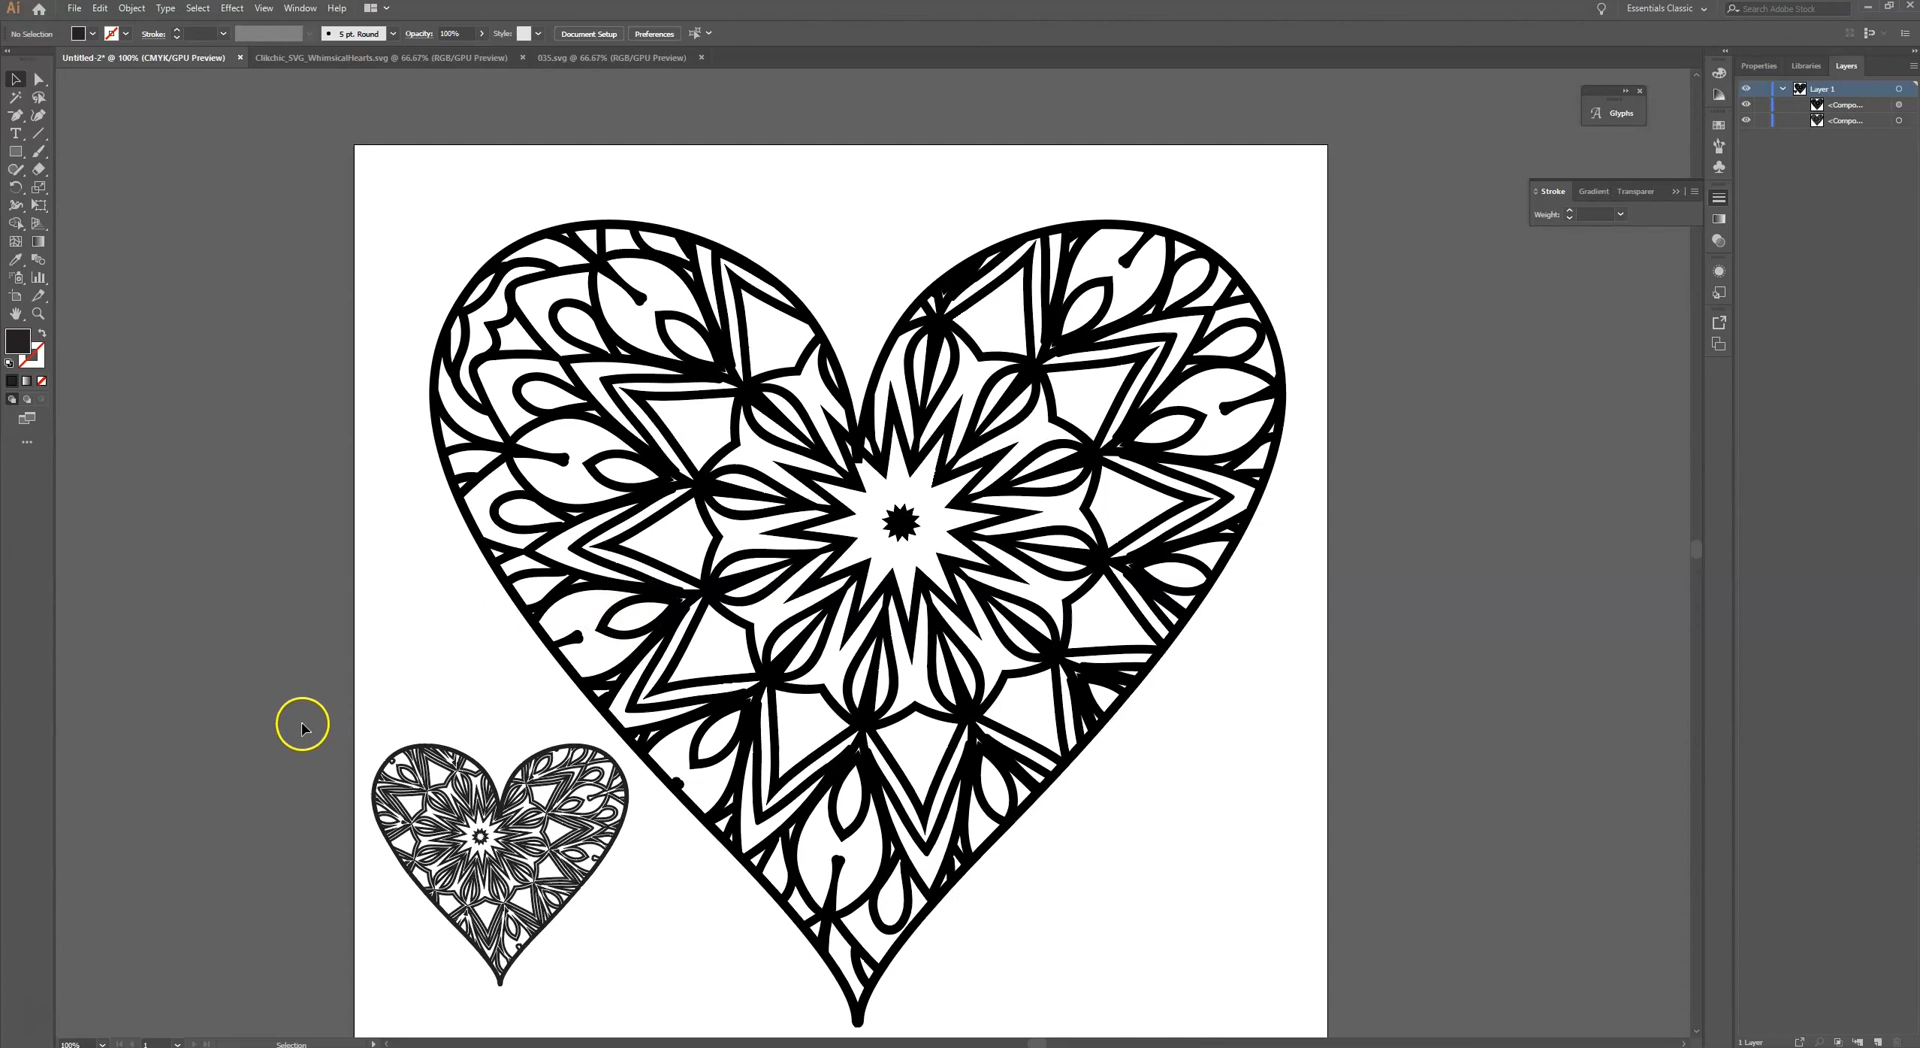 Ai File Edit Object Type Select Effect View Window Help Essentials Classic Search Adobe Stock
No Selection Stroke: 5 pt. Round Opacity: 100% Style: Document Setup Preferences
Untitled-2* @ 100% (CMYK/GPU Preview) × Clikchic_SVG_WhimsicalHearts.svg @ 66.67% (RGB/GPU Preview) × 035.svg @ 66.67% (RGB/GPU Preview) ×
Properties Libraries Layers
Layer 1
<Compo...
<Compo...
Glyphs
Stroke Gradient Transparer
Weight:
100% 1 Selection 1 Layer